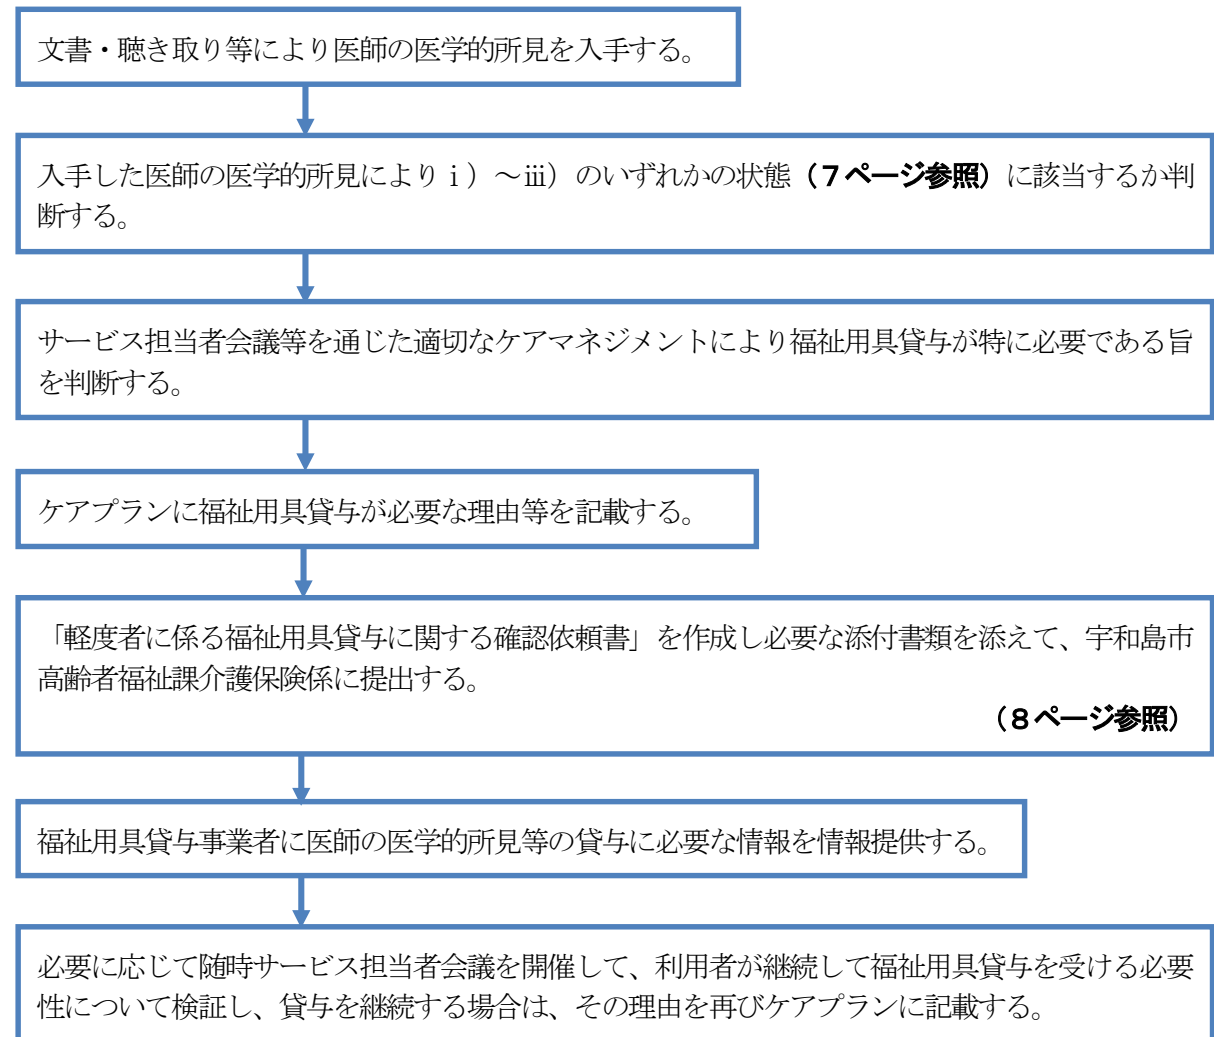 文書・聴き取り等により医師の医学的所見を入手する。
入手した医師の医学的所見によりⅰ）～ⅲ）のいずれかの状態（７ページ参照）に該当するか判
断する。
サービス担当者会議等を通じた適切なケアマネジメントにより福祉用具貸与が特に必要である旨
を判断する。
ケアプランに福祉用具貸与が必要な理由等を記載する。
「軽度者に係る福祉用具貸与に関する確認依頼書」を作成し必要な添付書類を添えて、宇和島市
高齢者福祉課介護保険係に提出する。
（８ページ参照）
福祉用具貸与事業者に医師の医学的所見等の貸与に必要な情報を情報提供する。
必要に応じて随時サービス担当者会議を開催して、利用者が継続して福祉用具貸与を受ける必要
性について検証し、貸与を継続する場合は、その理由を再びケアプランに記載する。